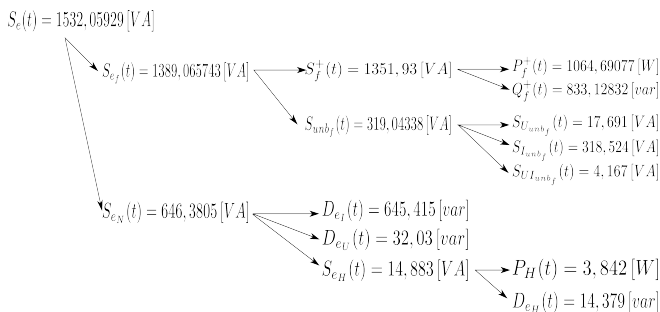 S_e(t) = 1532,05929 [VA]
S_{e_f}(t) = 1389,065743 [VA]
S_f^+(t) = 1351,93 [VA]
P_f^+(t) = 1064,69077 [W]
Q_f^+(t) = 833,12832 [var]
S_{unb_f}(t) = 319,04338 [VA]
S_{U_{unb_f}}(t) = 17,691 [VA]
S_{I_{unb_f}}(t) = 318,524 [VA]
S_{UI_{unb_f}}(t) = 4,167 [VA]
S_{e_N}(t) = 646,3805 [VA]
D_{e_I}(t) = 645,415 [var]
D_{e_U}(t) = 32,03 [var]
S_{e_H}(t) = 14,883 [VA]
P_H(t) = 3,842 [W]
D_{e_H}(t) = 14,379 [var]